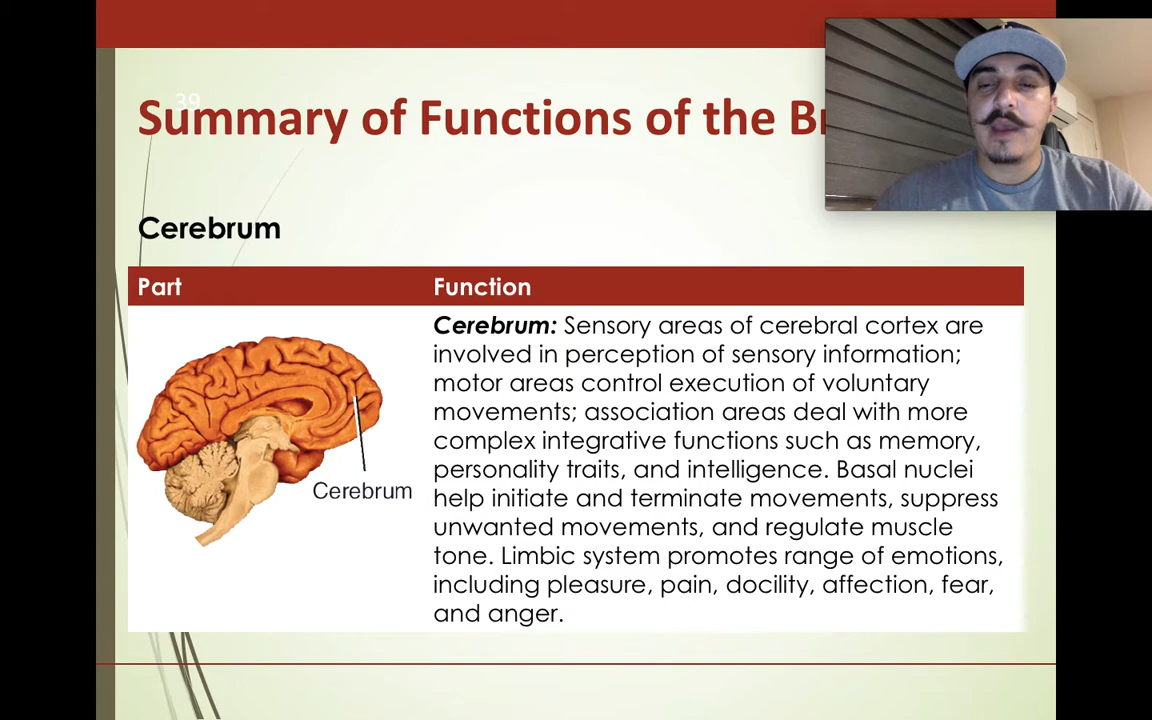 39
Summary of Functions of the
Cerebrum
Part Function
Cerebrum: Sensory areas of cerebral cortex are
involved in perception of sensory information;
motor areas control execution of voluntary
movements; association areas deal with more
complex integrative functions such as memory,
personality traits, and intelligence. Basal nuclei
help initiate and terminate movements, suppress
unwanted movements, and regulate muscle
tone. Limbic system promotes range of emotions,
including pleasure, pain, docility, affection, fear,
and anger.
Cerebrum